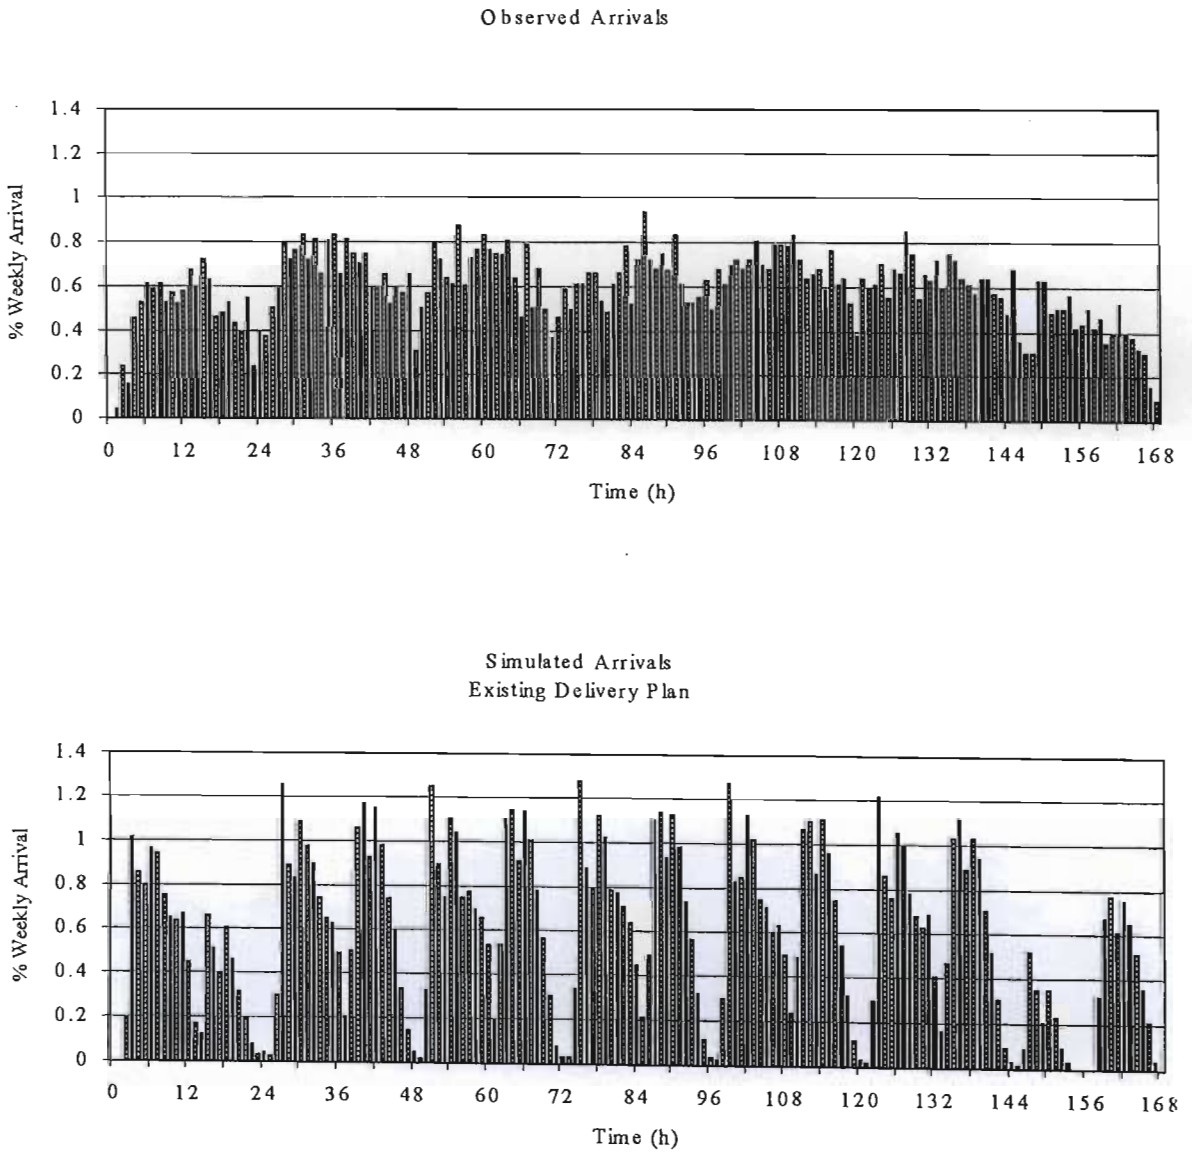 Observed Arrivals
1.4
1.2
1
0.8
0.6
0.4
0.2
0
% Weekly Arrival
0 12 24 36 48 60 72 84 96 108 120 132 144 156 168
Time (h)
Simulated Arrivals
Existing Delivery Plan
1.4
1.2
1
0.8
0.6
0.4
0.2
0
% Weekly Arrival
0 12 24 36 48 60 72 84 96 108 120 132 144 156 168
Time (h)